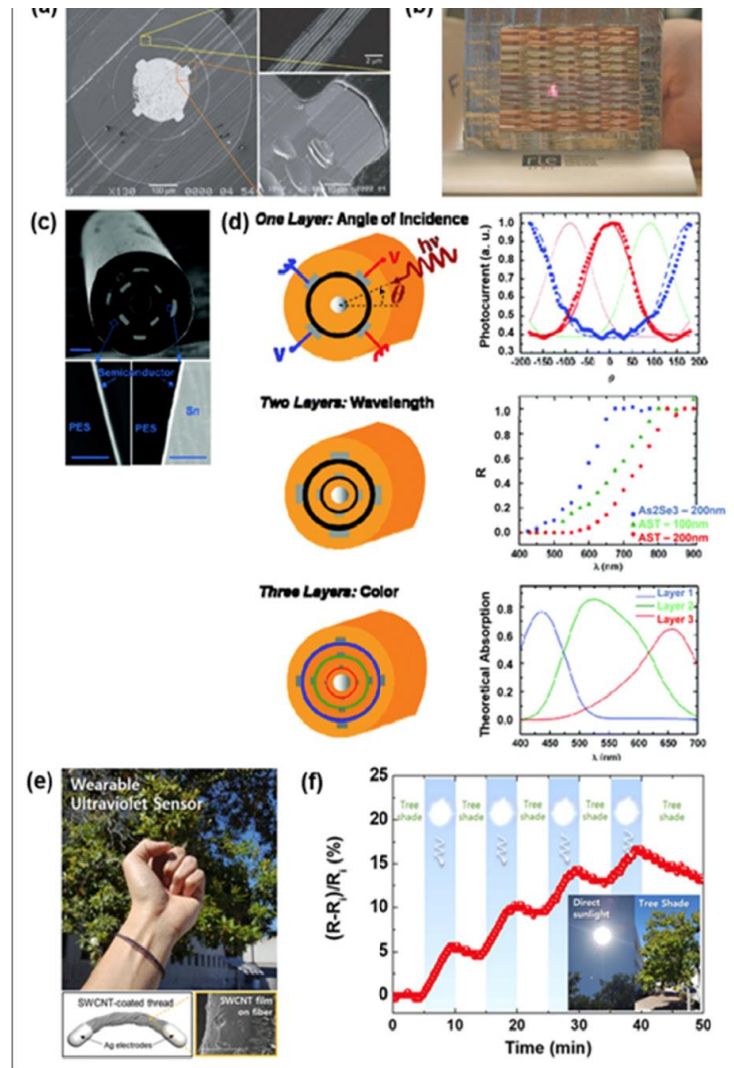 (a)
2 μm
U X130 100μm 0000 04 54
(b)
F
rle
(c)
Semiconductor
PES
PES
Sn
(d)
One Layer: Angle of Incidence
hν
θ
V
V
Photocurrent (a. u.)
1.0
0.9
0.8
0.7
0.6
0.5
0.4
0.3
-200 -150 -100 -50 0 50 100 150 200
θ
Two Layers: Wavelength
R
1.0
0.8
0.6
0.4
0.2
0.0
As2Se3 – 200nm
AST – 100nm
AST – 200nm
400 500 600 700 800 900
λ (nm)
Three Layers: Color
Theoretical Absorption
0.8
0.6
0.4
0.2
0.0
Layer 1
Layer 2
Layer 3
400 450 500 550 600 650 700
λ (nm)
(e)
Wearable
Ultraviolet Sensor
SWCNT-coated thread
Ag electrodes
SWCNT film
on fiber
(f)
(R-Ri)/Ri (%)
25
20
15
10
5
0
Tree shade
Tree shade
Tree shade
Tree shade
Tree shade
Direct sunlight
Tree Shade
0 10 20 30 40 50
Time (min)